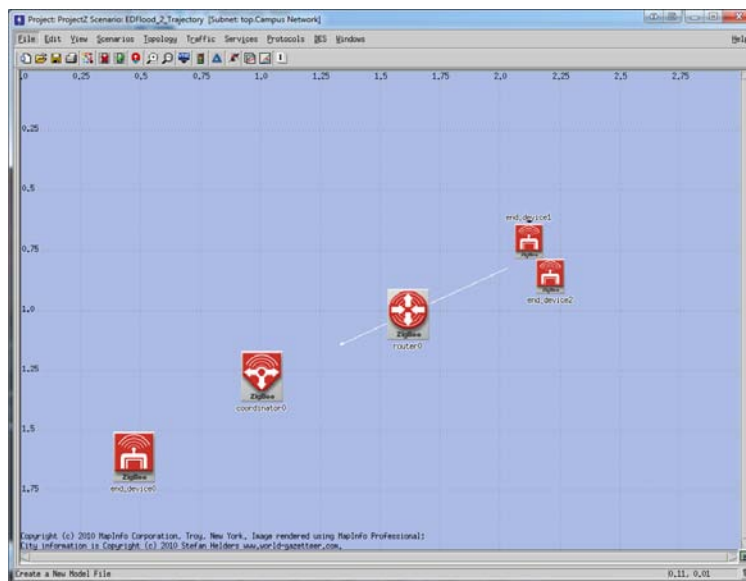 Project: ProjectZ Scenario: EDFlood_2_Trajectory [Subnet: top.Campus Network]
File Edit View Scenarios Topology Traffic Services Protocols DES Windows Help
0.0 0.25 0.5 0.75 1.0 1.25 1.5 1.75 2.0 2.25 2.5 2.75
0.25
0.5
end_device1
0.75
ZigBee
ZigBee
end_device2
1.0
ZigBee
router0
1.25
ZigBee
coordinator0
1.5
ZigBee
end_device0
1.75
Copyright (c) 2010 MapInfo Corporation, Troy, New York. Image rendered using MapInfo Professional;
City information is Copyright (c) 2010 Stefan Helders www.world-gazetteer.com.
Create a New Model File 0.11, 0.01